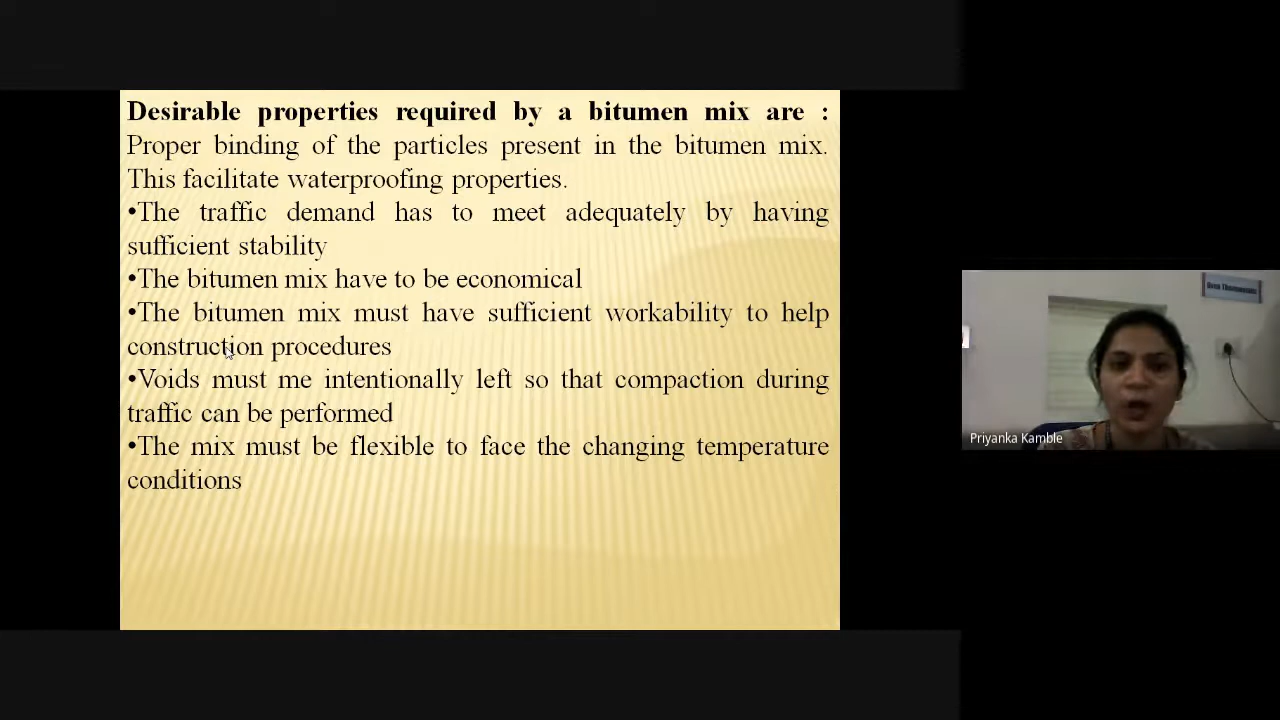 Desirable properties required by a bitumen mix are :
Proper binding of the particles present in the bitumen mix.
This facilitate waterproofing properties.
•The traffic demand has to meet adequately by having
sufficient stability
•The bitumen mix have to be economical
•The bitumen mix must have sufficient workability to help
construction procedures
•Voids must me intentionally left so that compaction during
traffic can be performed
•The mix must be flexible to face the changing temperature
conditions
Priyanka Kamble